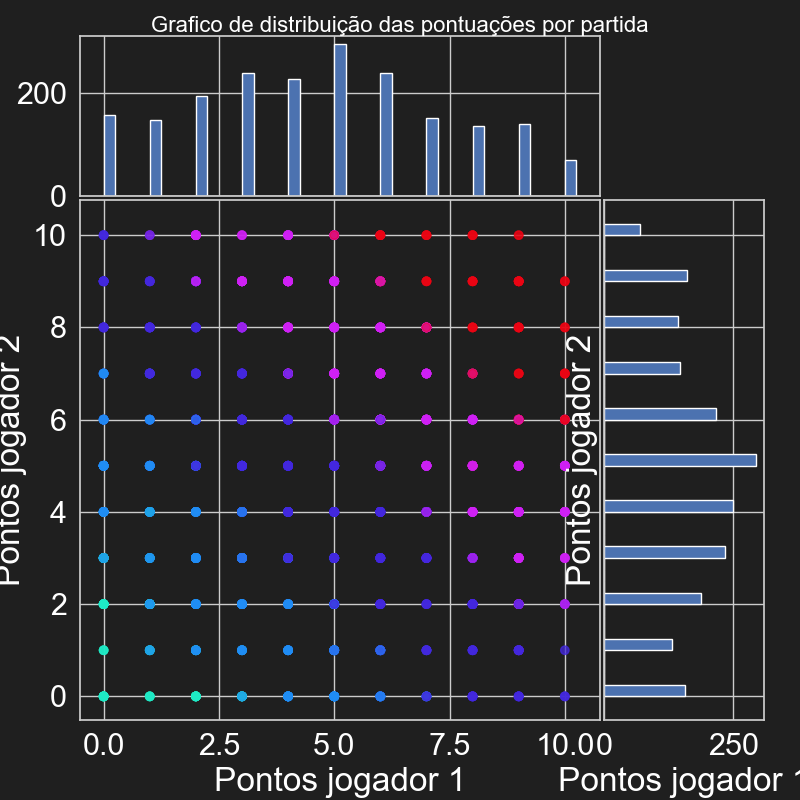 Grafico de distribuição das pontuações por partida
200
0
10
8
6
4
2
0
Pontos jogador 2
0.0 2.5 5.0 7.5 10.0
Pontos jogador 1
Pontos jogador 2
0 250
Pontos jogador 1